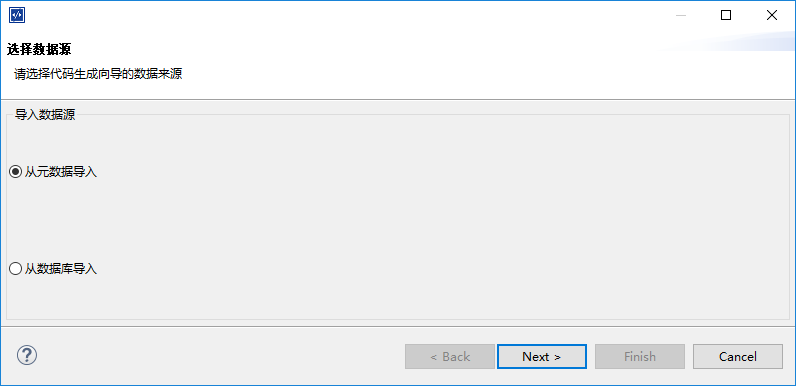 选择数据源
请选择代码生成向导的数据来源
导入数据源
从元数据导入
从数据库导入
< Back
Next >
Finish
Cancel